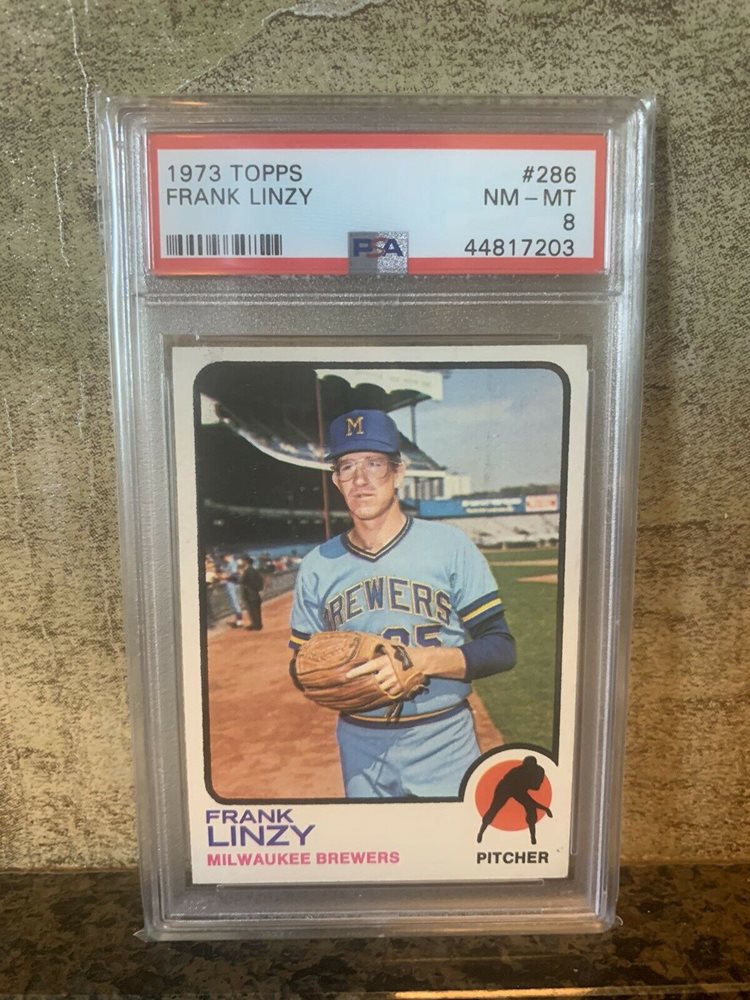 1973 TOPPS #286
FRANK LINZY NM – MT
8
PSA 44817203
M
BREWERS
FRANK
LINZY
MILWAUKEE BREWERS
PITCHER